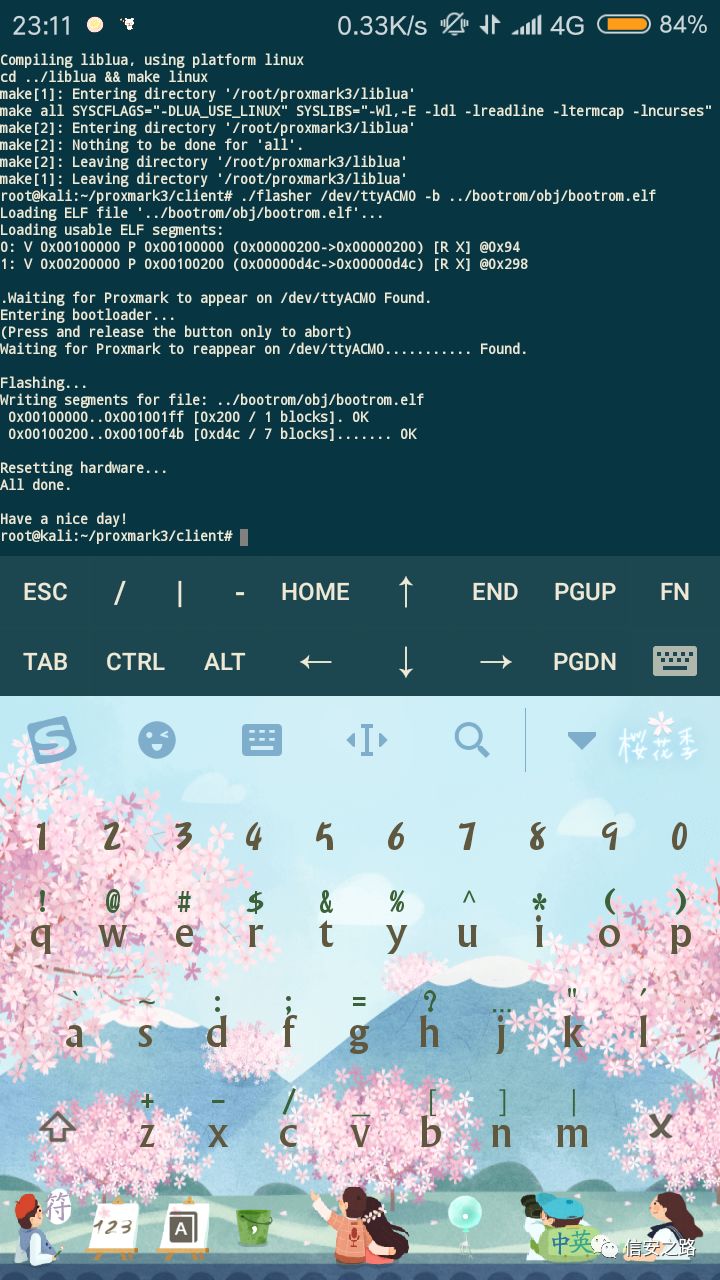 23:11 0.33K/s 4G 84%
Compiling liblua, using platform linux
cd ../liblua && make linux
make[1]: Entering directory '/root/proxmark3/liblua'
make all SYSCFLAGS="-DLUA_USE_LINUX" SYSLIBS="-Wl,-E -ldl -lreadline -ltermcap -lncurses"
make[2]: Entering directory '/root/proxmark3/liblua'
make[2]: Nothing to be done for 'all'.
make[2]: Leaving directory '/root/proxmark3/liblua'
make[1]: Leaving directory '/root/proxmark3/liblua'
root@kali:~/proxmark3/client# ./flasher /dev/ttyACM0 -b ../bootrom/obj/bootrom.elf
Loading ELF file '../bootrom/obj/bootrom.elf'...
Loading usable ELF segments:
0: V 0x00100000 P 0x00100000 (0x00000200->0x00000200) [R X] @0x94
1: V 0x00200000 P 0x00100200 (0x00000d4c->0x00000d4c) [R X] @0x298
.Waiting for Proxmark to appear on /dev/ttyACM0 Found.
Entering bootloader...
(Press and release the button only to abort)
Waiting for Proxmark to reappear on /dev/ttyACM0........... Found.
Flashing...
Writing segments for file: ../bootrom/obj/bootrom.elf
0x00100000..0x001001ff [0x200 / 1 blocks]. OK
0x00100200..0x00100f4b [0xd4c / 7 blocks]....... OK
Resetting hardware...
All done.
Have a nice day!
root@kali:~/proxmark3/client#
ESC / | - HOME ↑ END PGUP FN
TAB CTRL ALT ← ↓ → PGDN
S 樱花季
1 2 3 4 5 6 7 8 9 0
! @ # $ & % ^ * ( )
q w e r t y u i o p
` ~ : ; = ? … " ′
a s d f g h j k l
+ - / _ [ ] |
z x c v b n m X
符 123 A , 中英 信安之路